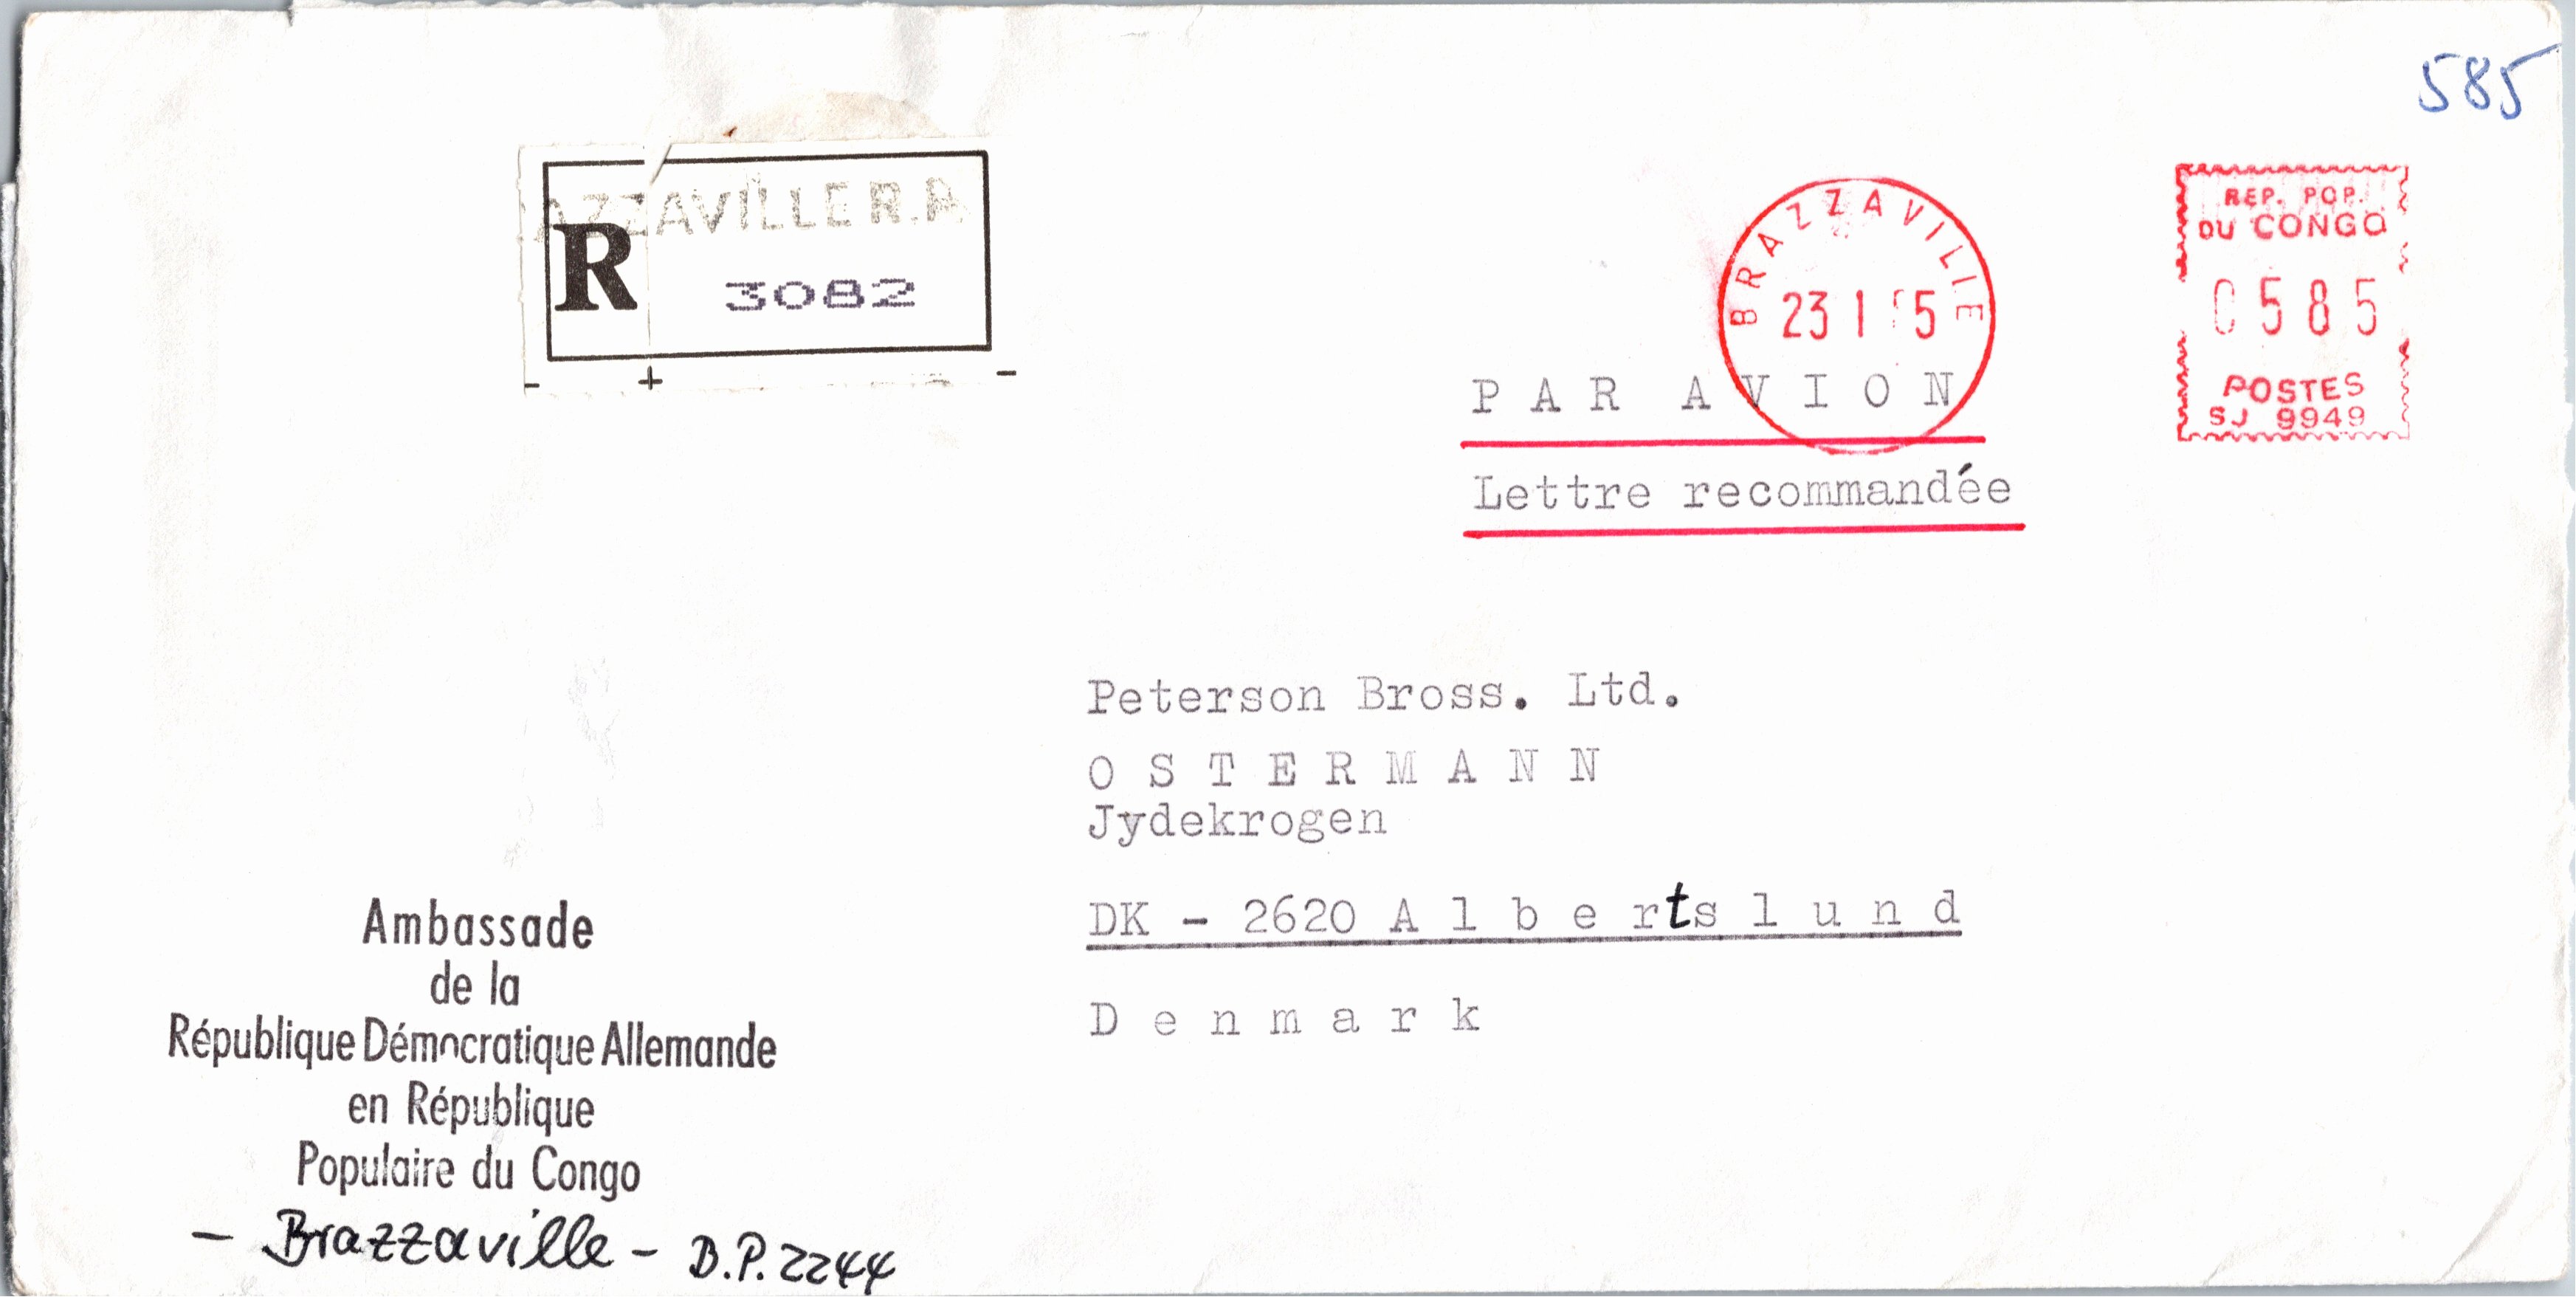 585
AZZAVILLE R.P.
R
3082
BRAZZAVILLE
23 1 5
REP. POP.
DU CONGO
0585
POSTES
SJ 9949
PAR AVION
Lettre recommandée
Peterson Bross. Ltd.
OSTERMANN
Jydekrogen
DK - 2620 Albertslund
Denmark
Ambassade
de la
République Démocratique Allemande
en République
Populaire du Congo
- Brazzaville - B.P. 2244